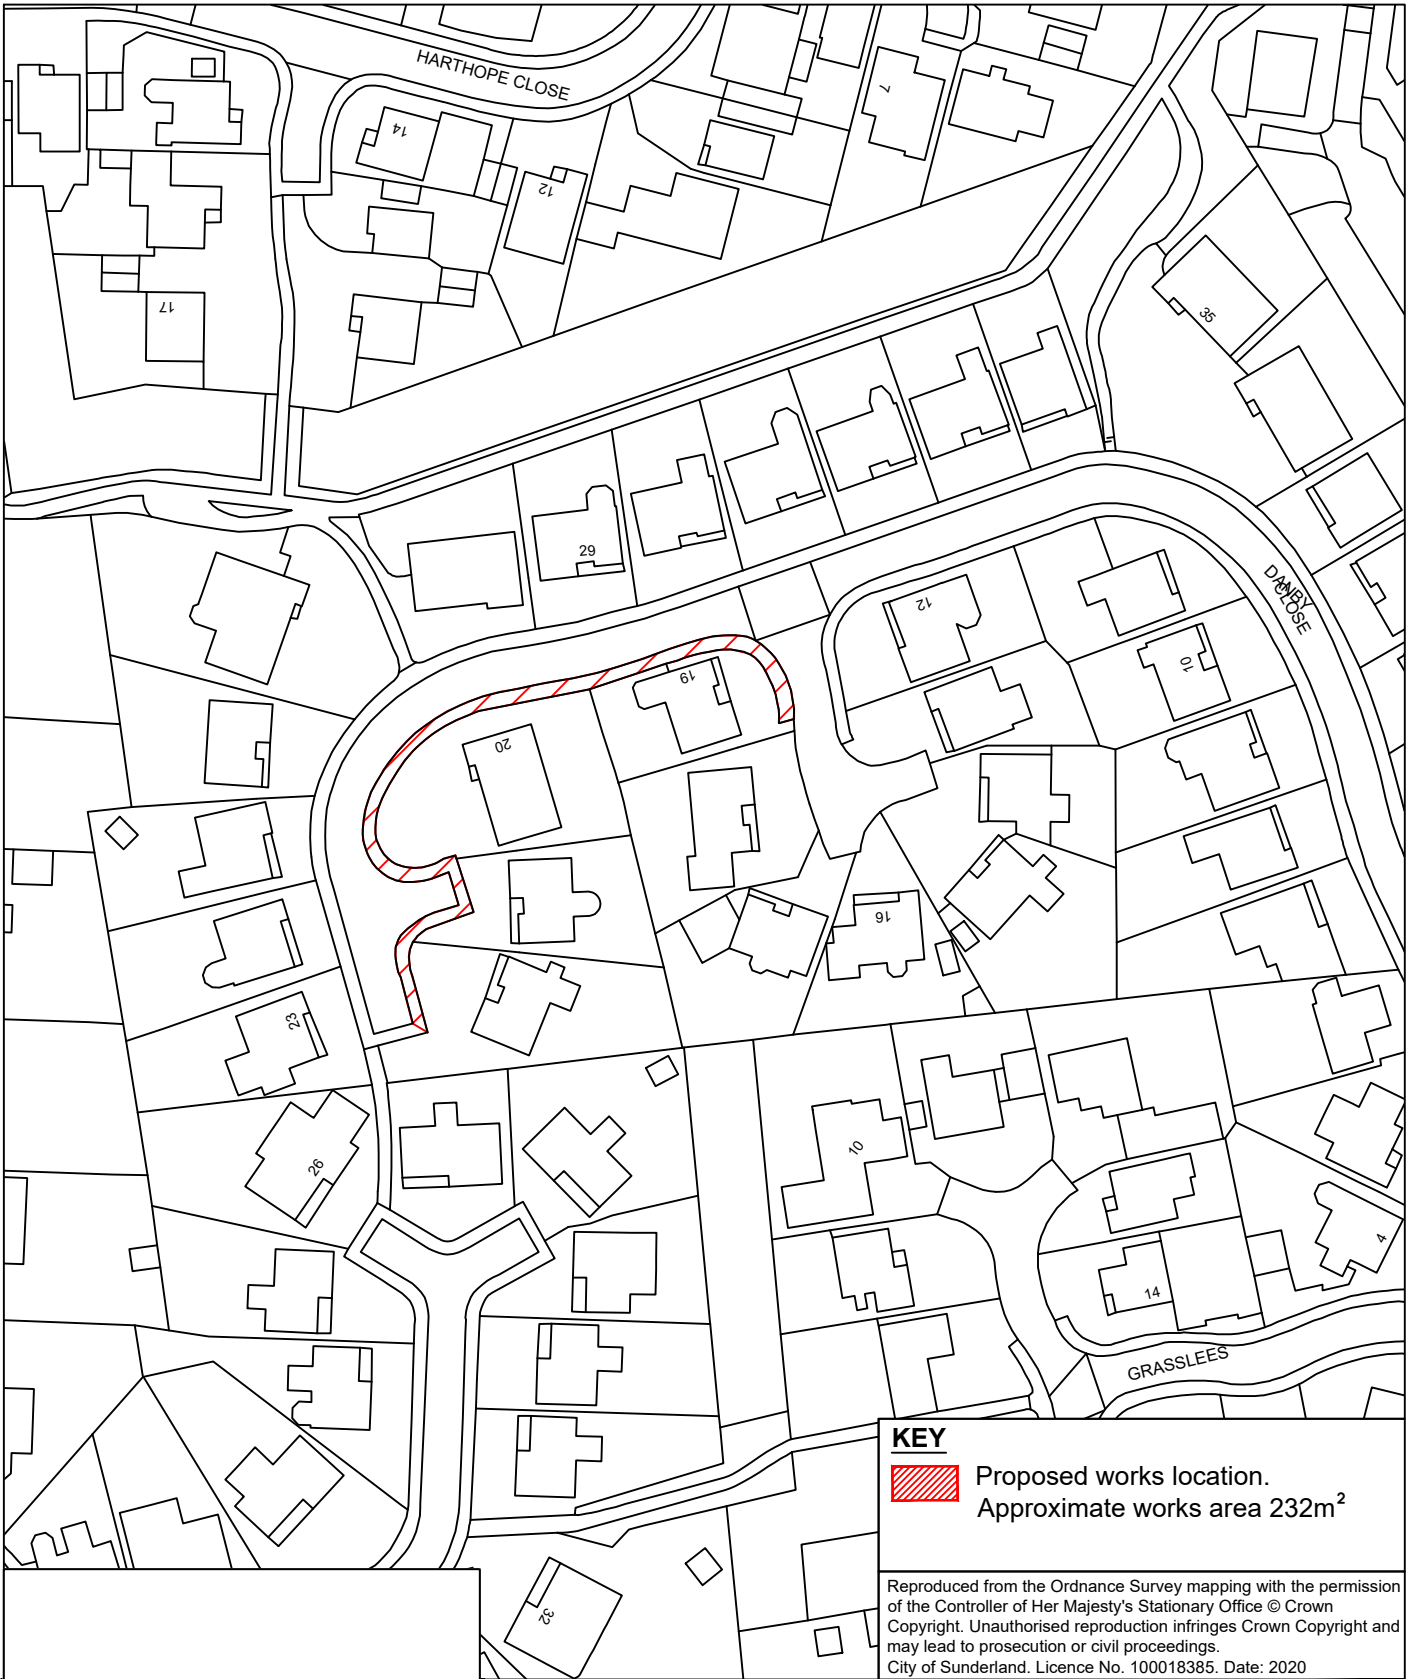 HARTHOPE CLOSE
14
7
12
17
35
29
DANBY
CLOSE
12
19
10
20
16
23
10
26
4
14
GRASSLEES
32
KEY
Proposed works location.
Approximate works area 232m²
Reproduced from the Ordnance Survey mapping with the permission
of the Controller of Her Majesty's Stationary Office © Crown
Copyright. Unauthorised reproduction infringes Crown Copyright and
may lead to prosecution or civil proceedings.
City of Sunderland. Licence No. 100018385. Date: 2020